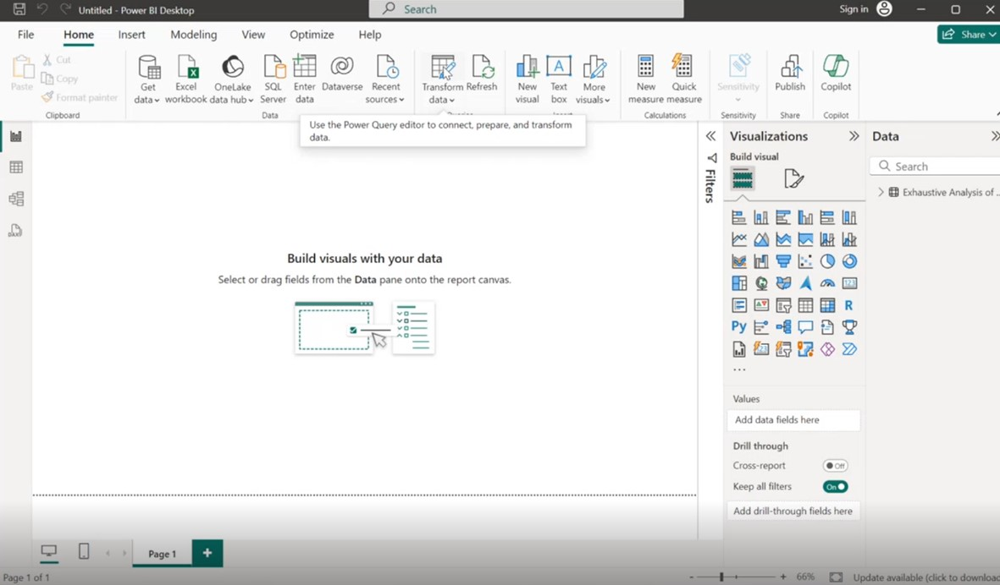 Untitled - Power BI Desktop
Search
Sign in
File
Home
Insert
Modeling
View
Optimize
Help
Share
Paste
Cut
Copy
Format painter
Clipboard
Get data
Excel workbook
OneLake data hub
SQL Server
Enter data
Dataverse
Recent sources
Data
Transform data
Refresh
New visual
A
Text box
More visuals
New measure
Quick measure
Calculations
Sensitivity
Sensitivity
Publish
Share
Copilot
Copilot
Use the Power Query editor to connect, prepare, and transform
data.
Filters
Visualizations
Build visual
R
Py
123
...
Values
Add data fields here
Drill through
Cross-report
Off
Keep all filters
On
Add drill-through fields here
Data
Search
Exhaustive Analysis of ...
Build visuals with your data
Select or drag fields from the Data pane onto the report canvas.
Page 1
Page 1 of 1
- + 66%
Update available (click to download